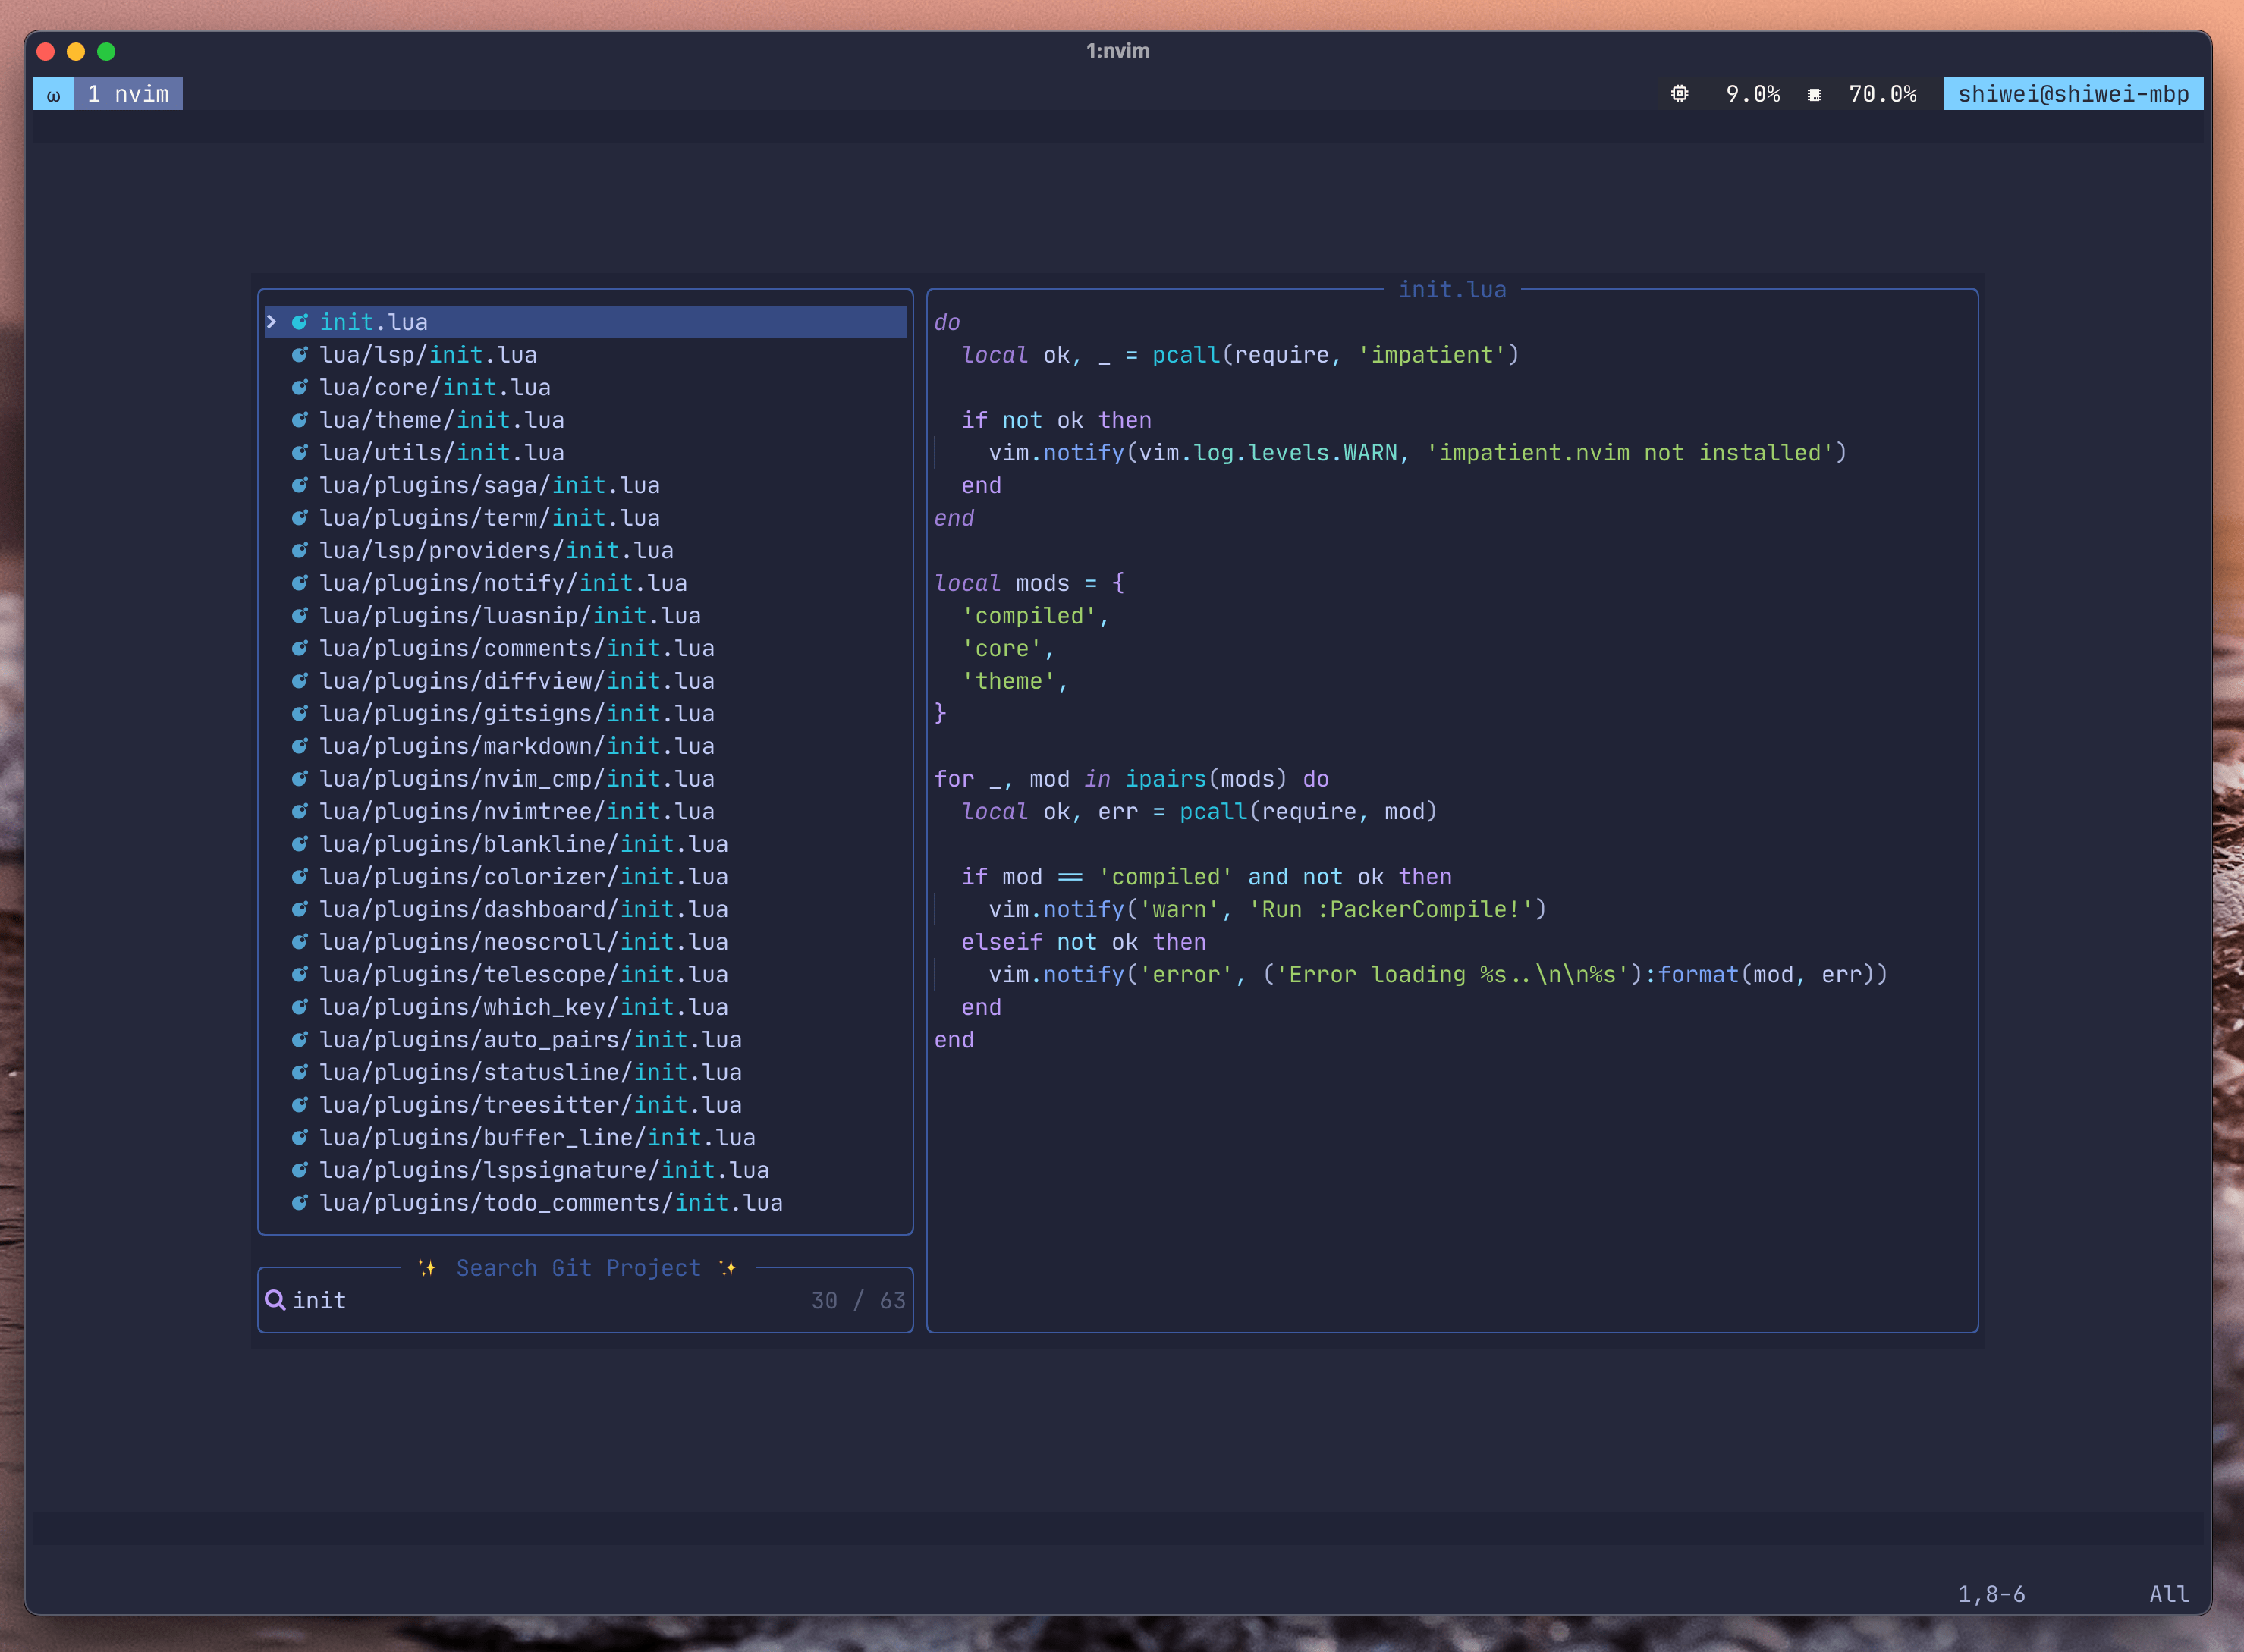 1:nvim
ω 1 nvim 9.0% 70.0% shiwei@shiwei-mbp
init.lua
lua/lsp/init.lua
lua/core/init.lua
lua/theme/init.lua
lua/utils/init.lua
lua/plugins/saga/init.lua
lua/plugins/term/init.lua
lua/lsp/providers/init.lua
lua/plugins/notify/init.lua
lua/plugins/luasnip/init.lua
lua/plugins/comments/init.lua
lua/plugins/diffview/init.lua
lua/plugins/gitsigns/init.lua
lua/plugins/markdown/init.lua
lua/plugins/nvim_cmp/init.lua
lua/plugins/nvimtree/init.lua
lua/plugins/blankline/init.lua
lua/plugins/colorizer/init.lua
lua/plugins/dashboard/init.lua
lua/plugins/neoscroll/init.lua
lua/plugins/telescope/init.lua
lua/plugins/which_key/init.lua
lua/plugins/auto_pairs/init.lua
lua/plugins/statusline/init.lua
lua/plugins/treesitter/init.lua
lua/plugins/buffer_line/init.lua
lua/plugins/lspsignature/init.lua
lua/plugins/todo_comments/init.lua
✨ Search Git Project ✨
init 30 / 63
init.lua
do
  local ok, _ = pcall(require, 'impatient')
  if not ok then
    vim.notify(vim.log.levels.WARN, 'impatient.nvim not installed')
  end
end
local mods = {
  'compiled',
  'core',
  'theme',
}
for _, mod in ipairs(mods) do
  local ok, err = pcall(require, mod)
  if mod == 'compiled' and not ok then
    vim.notify('warn', 'Run :PackerCompile!')
  elseif not ok then
    vim.notify('error', ('Error loading %s..\n\n%s'):format(mod, err))
  end
end
1,8-6 All